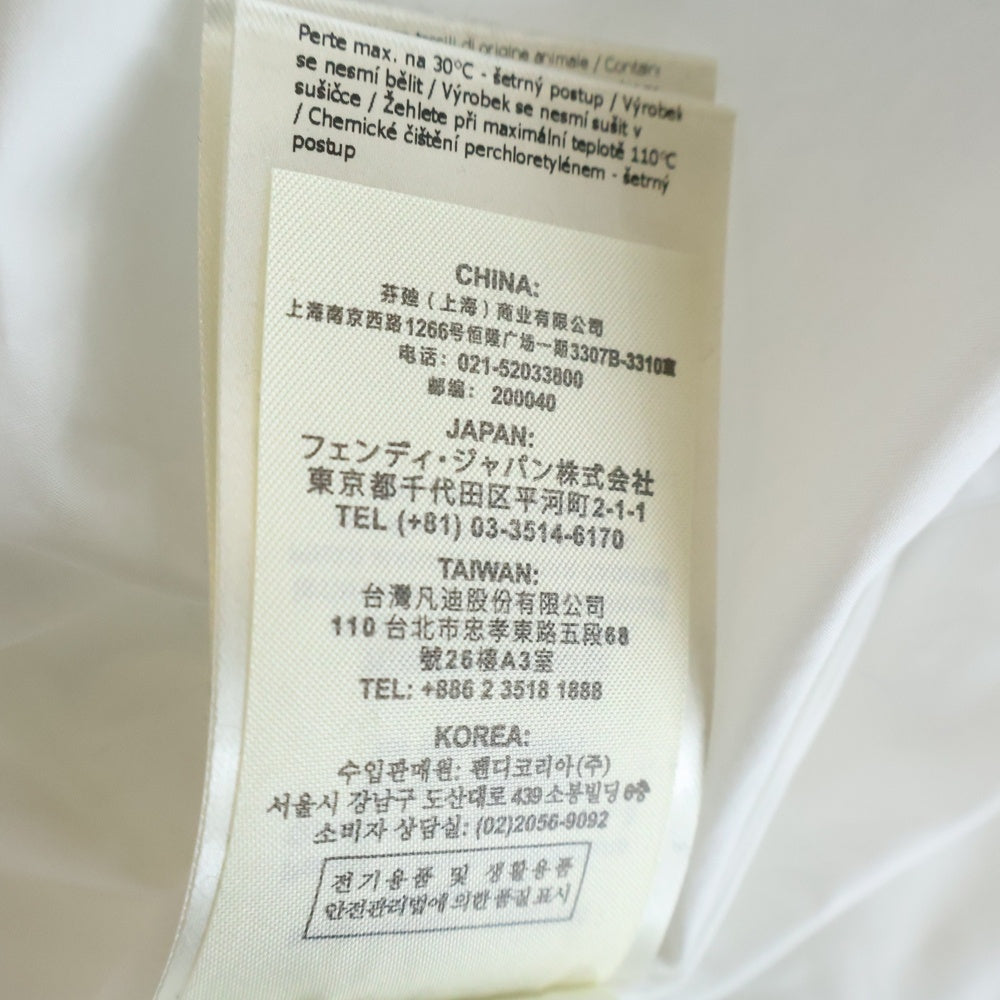 tessili di origine animale / Contains
Perte max. na 30°C - šetrný postup / Výrobek
se nesmí bělit / Výrobek se nesmí sušit v
sušičce / Žehlete při maximální teplotě 110°C
/ Chemické čištění perchloretylénem - šetrný
postup
CHINA:
芬迪（上海）商业有限公司
上海南京西路1266号恒隆广场一期3307B-3310室
电话：021-52033800
邮编：200040
JAPAN:
フェンディ・ジャパン株式会社
東京都千代田区平河町2-1-1
TEL (+81) 03-3514-6170
TAIWAN:
台灣凡迪股份有限公司
110 台北市忠孝東路五段68
號26樓A3室
TEL: +886 2 3518 1888
KOREA:
수입판매원: 펜디코리아(주)
서울시 강남구 도산대로 439 소봉빌딩 6층
소비자 상담실: (02)2056-9092
전기용품 및 생활용품
안전관리법에 의한 품질 표시